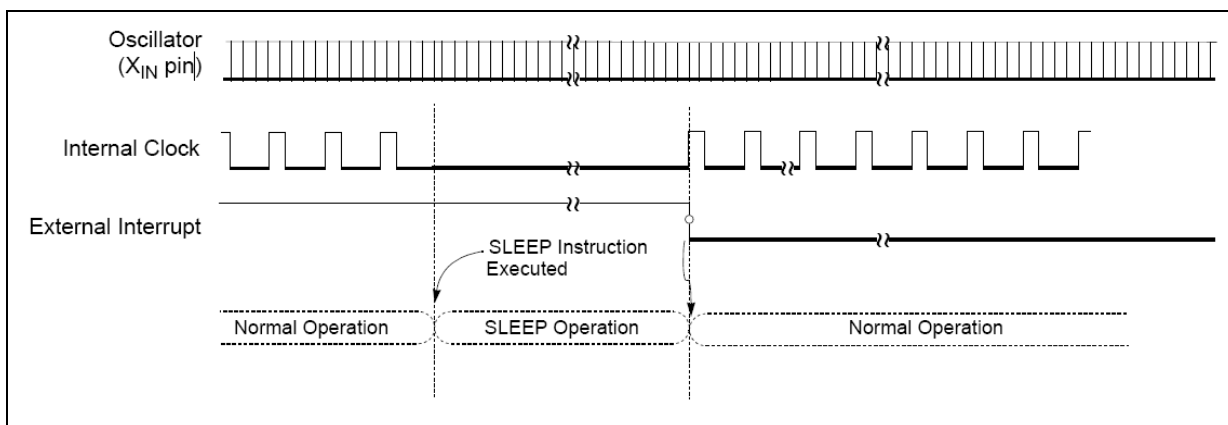 Oscillator
(XIN pin)
Internal Clock
External Interrupt
SLEEP Instruction
Executed
Normal Operation
SLEEP Operation
Normal Operation